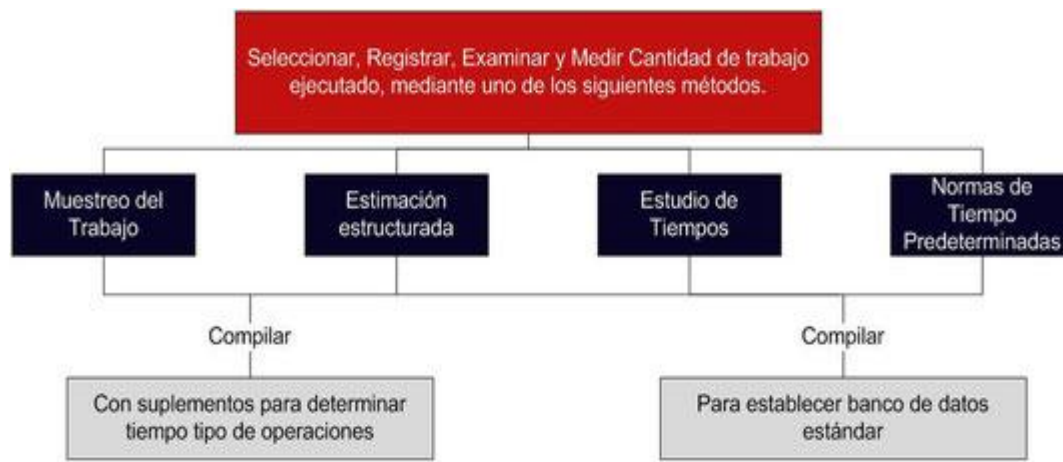 Seleccionar, Registrar, Examinar y Medir Cantidad de trabajo
ejecutado, mediante uno de los siguientes métodos.
Muestreo del
Trabajo
Estimación
estructurada
Estudio de
Tiempos
Normas de
Tiempo
Predeterminadas
Compilar
Compilar
Con suplementos para determinar
tiempo tipo de operaciones
Para establecer banco de datos
estándar